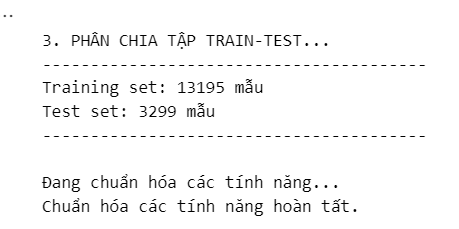 ..
3. PHÂN CHIA TẬP TRAIN-TEST...
----------------------------------------
Training set: 13195 mẫu
Test set: 3299 mẫu
----------------------------------------
Đang chuẩn hóa các tính năng...
Chuẩn hóa các tính năng hoàn tất.